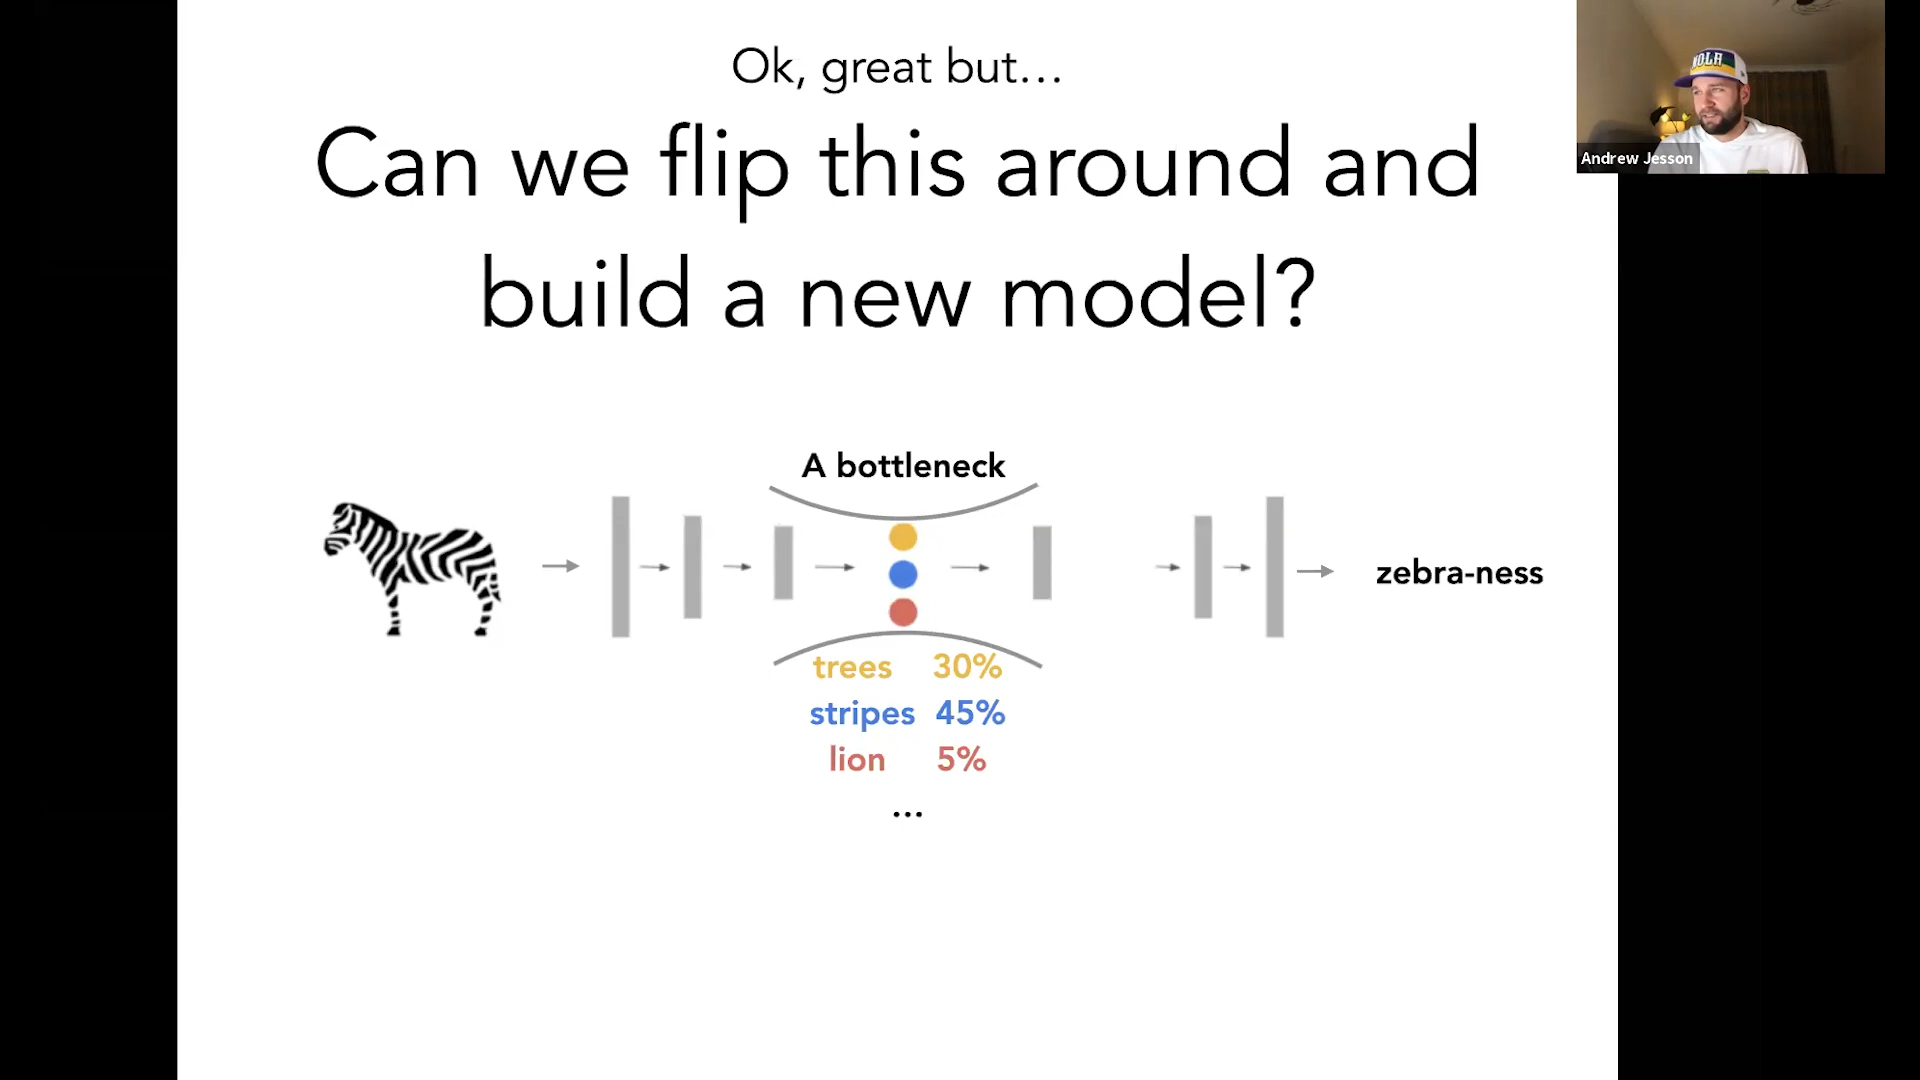 Ok, great but...
Can we flip this around and
build a new model?
NOLA
Andrew Jesson
A bottleneck
zebra-ness
trees 30%
stripes 45%
lion 5%
...